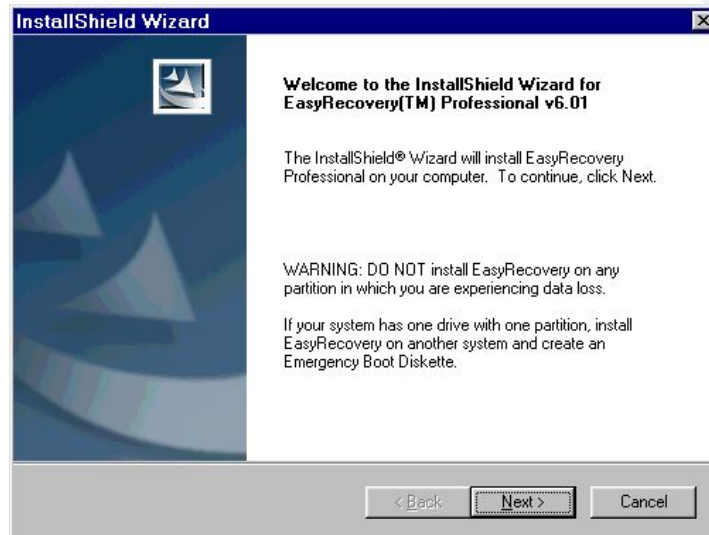 InstallShield Wizard
Welcome to the InstallShield Wizard for
EasyRecovery(TM) Professional v6.01
The InstallShield® Wizard will install EasyRecovery
Professional on your computer. To continue, click Next.
WARNING: DO NOT install EasyRecovery on any
partition in which you are experiencing data loss.
If your system has one drive with one partition, install
EasyRecovery on another system and create an
Emergency Boot Diskette.
< Back
Next >
Cancel